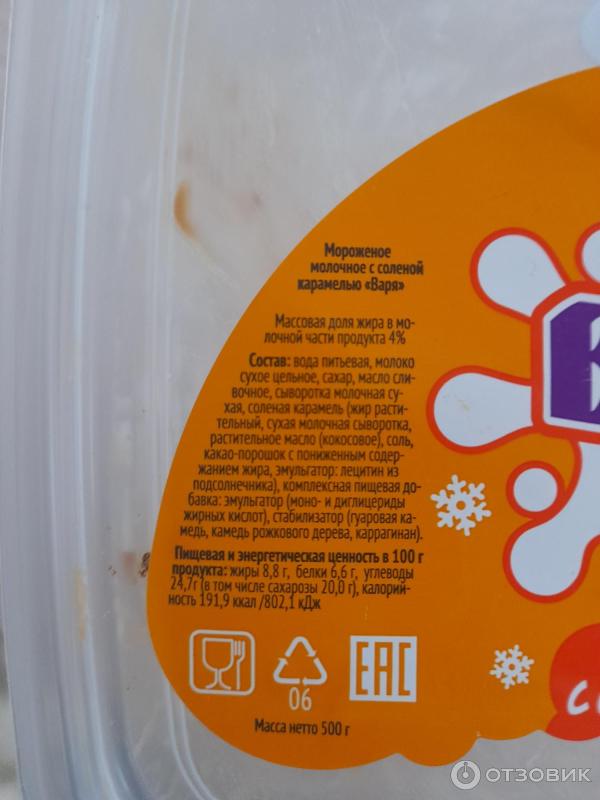 Мороженое
молочное с соленой
карамелью «Варя»
Массовая доля жира в мо-
лочной части продукта 4%
Состав: вода питьевая, молоко
сухое цельное, сахар, масло сли-
вочное, сыворотка молочная су-
хая, соленая карамель (жир расти-
тельный, сухая молочная сыворотка,
растительное масло (кокосовое), соль,
какао-порошок с пониженным содер-
жанием жира, эмульгатор: лецитин из
подсолнечника), комплексная пищевая до-
бавка: эмульгатор (моно- и диглицериды
жирных кислот), стабилизатор (гуаровая ка-
медь, камедь рожкового дерева, каррагинан).
Пищевая и энергетическая ценность в 100 г
продукта: жиры 8,8 г, белки 6,6 г, углеводы
24,7г (в том числе сахарозы 20,0 г), калорий-
ность 191,9 ккал /802,1 кДж
06
EAC
Масса нетто 500 г
ОТЗОВИК